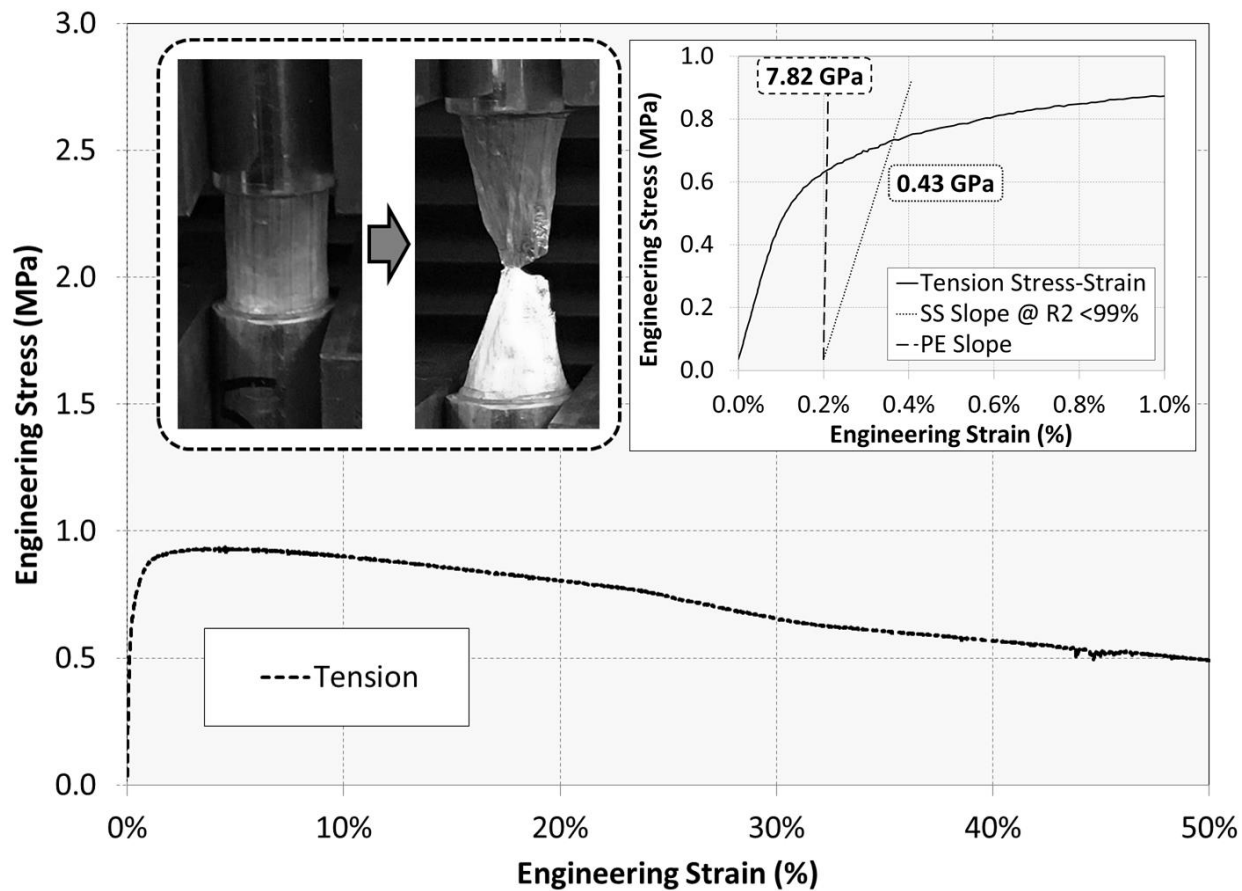 3.0
2.5
2.0
1.5
1.0
0.5
0.0
Engineering Stress (MPa)
0%
10%
20%
30%
40%
50%
Engineering Strain (%)
Tension
1.0
0.8
0.6
0.4
0.2
0.0
Engineering Stress (MPa)
7.82 GPa
0.43 GPa
Tension Stress-Strain
SS Slope @ R2 <99%
PE Slope
0.0%
0.2%
0.4%
0.6%
0.8%
1.0%
Engineering Strain (%)